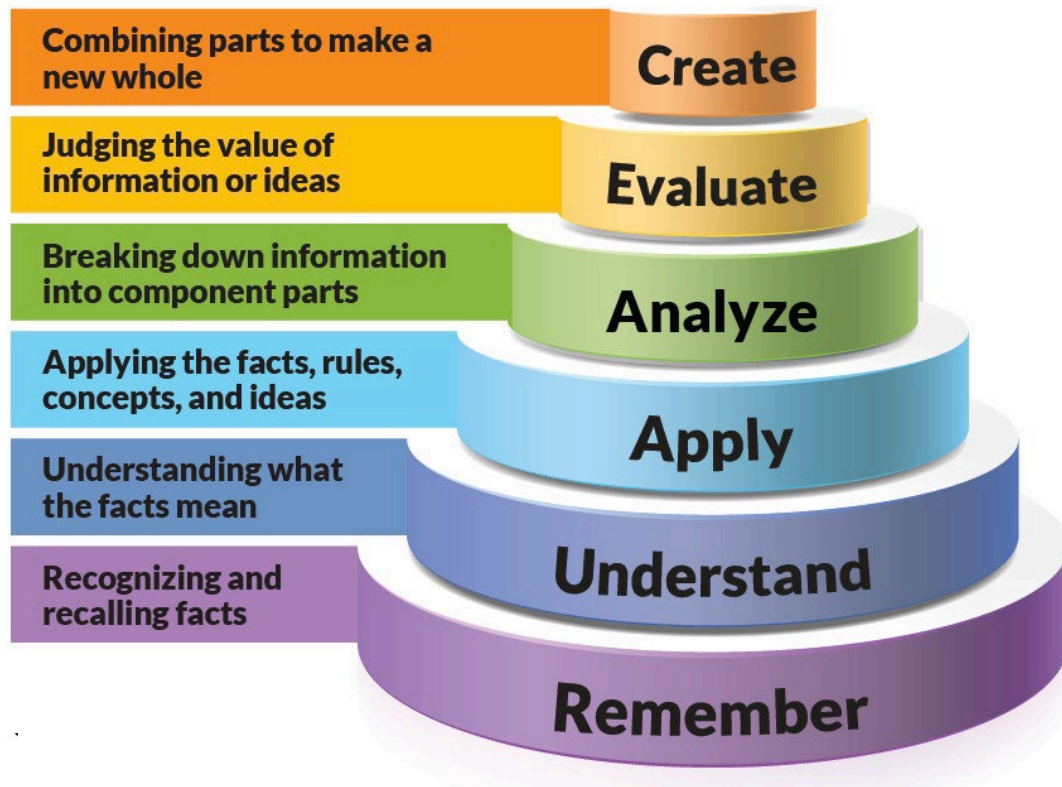 Combining parts to make a
new whole
Create
Judging the value of
information or ideas
Evaluate
Breaking down information
into component parts
Analyze
Applying the facts, rules,
concepts, and ideas
Apply
Understanding what
the facts mean
Understand
Recognizing and
recalling facts
Remember